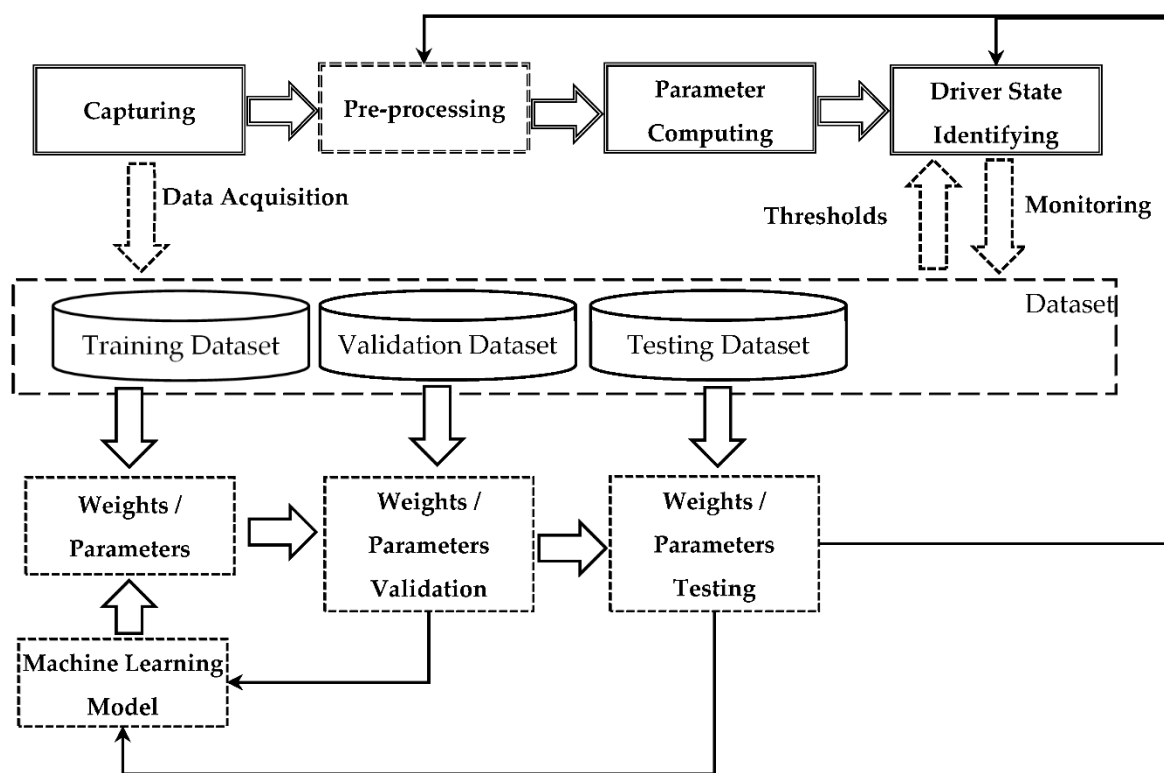 Capturing
Pre-processing
Parameter
Computing
Driver State
Identifying
Data Acquisition
Thresholds
Monitoring
Dataset
Training Dataset
Validation Dataset
Testing Dataset
Weights /
Parameters
Weights /
Parameters
Validation
Weights /
Parameters
Testing
Machine Learning
Model